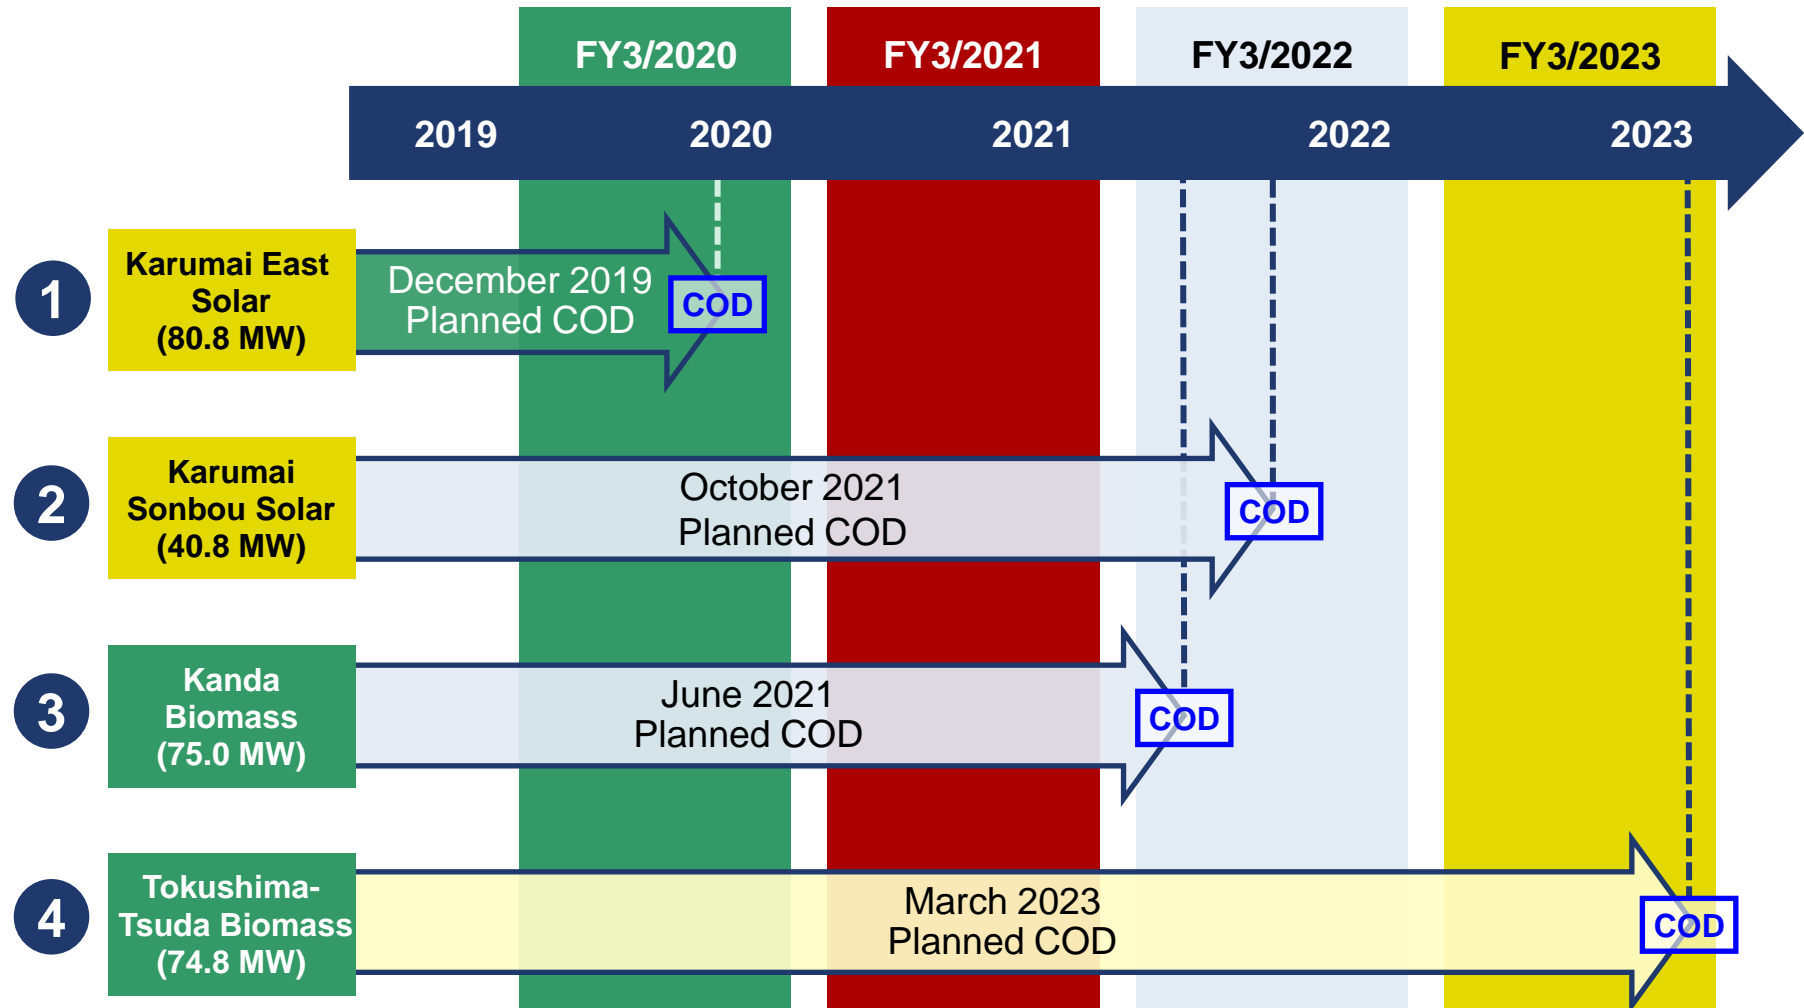 FY3/2020
FY3/2021
FY3/2022
FY3/2023
2019
2020
2021
2022
2023
1
Karumai East
Solar
(80.8 MW)
December 2019
Planned COD
COD
2
Karumai
Sonbou Solar
(40.8 MW)
October 2021
Planned COD
COD
3
Kanda
Biomass
(75.0 MW)
June 2021
Planned COD
COD
4
Tokushima-
Tsuda Biomass
(74.8 MW)
March 2023
Planned COD
COD